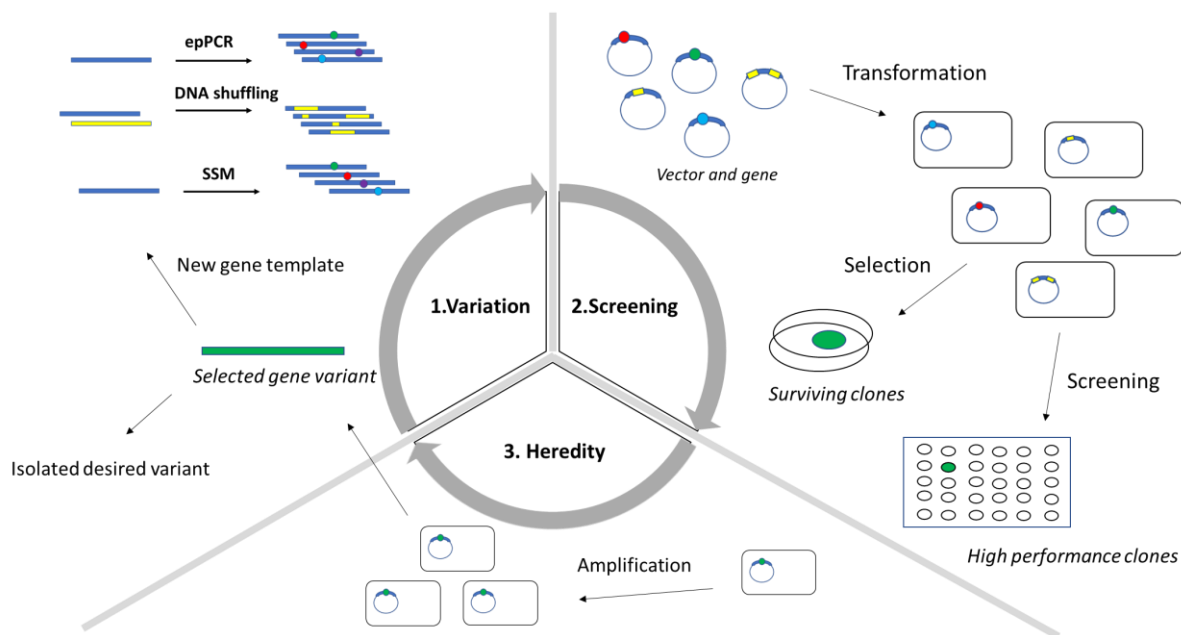 epPCR
DNA shuffling
SSM
New gene template
Selected gene variant
Isolated desired variant
1.Variation
2.Screening
3. Heredity
Vector and gene
Transformation
Selection
Surviving clones
Screening
High performance clones
Amplification